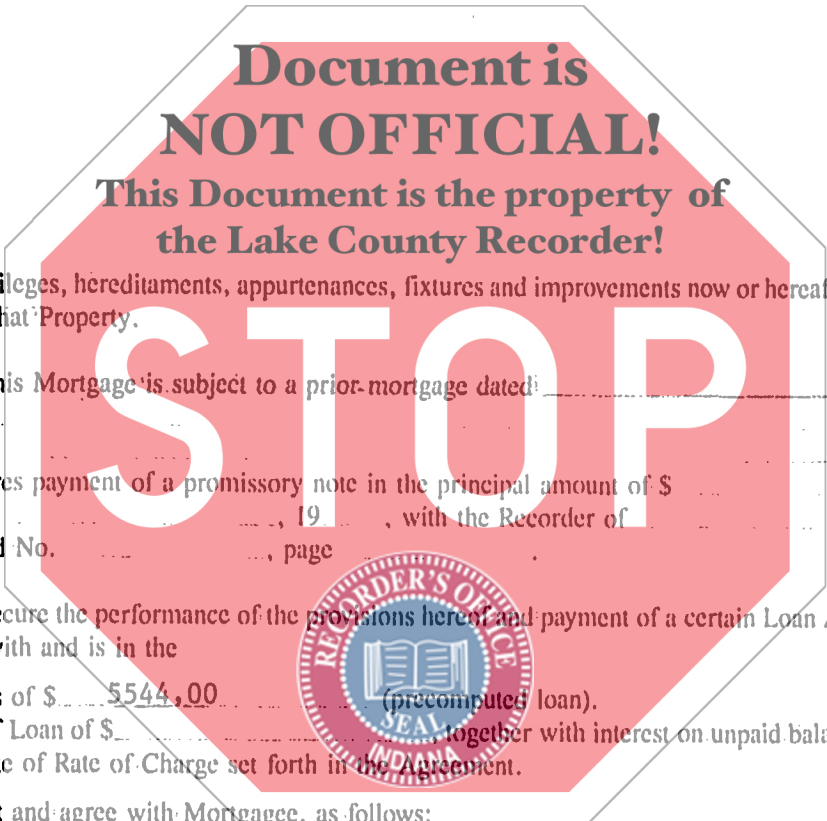 Document is
NOT OFFICIAL!
This Document is the property of
the Lake County Recorder!
ileges, hereditaments, appurtenances, fixtures and improvements now or hereaf
hat Property.
STOP
is Mortgage is subject to a prior mortgage dated
es payment of a promissory note in the principal amount of $
, 19 , with the Recorder of
d No. , page .
RECORDER'S OFFICE
cure the performance of the provisions hereof and payment of a certain Loan A
with and is in the
of $ 5544,00 (precomputed loan).
SEAL
Loan of $ together with interest on unpaid bala
e of Rate of Charge set forth in the Agreement.
INDIANA
and agree with Mortgagee, as follows: